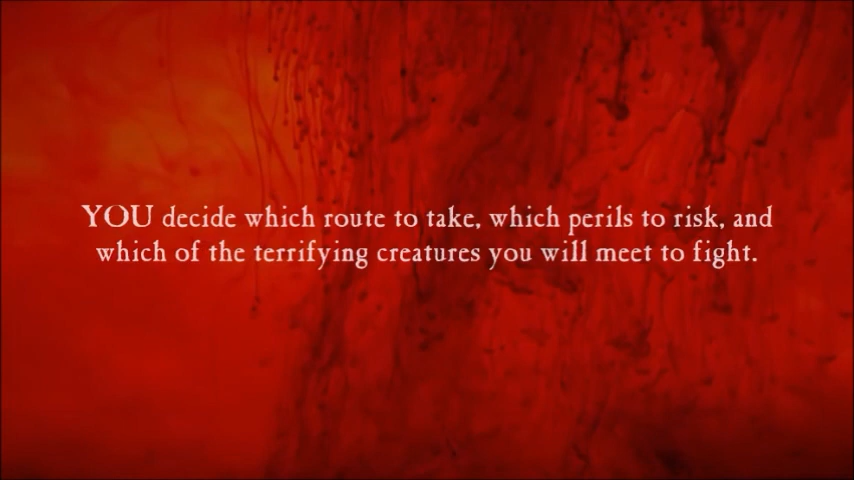 YOU decide which route to take, which perils to risk, and
which of the terrifying creatures you will meet to fight.